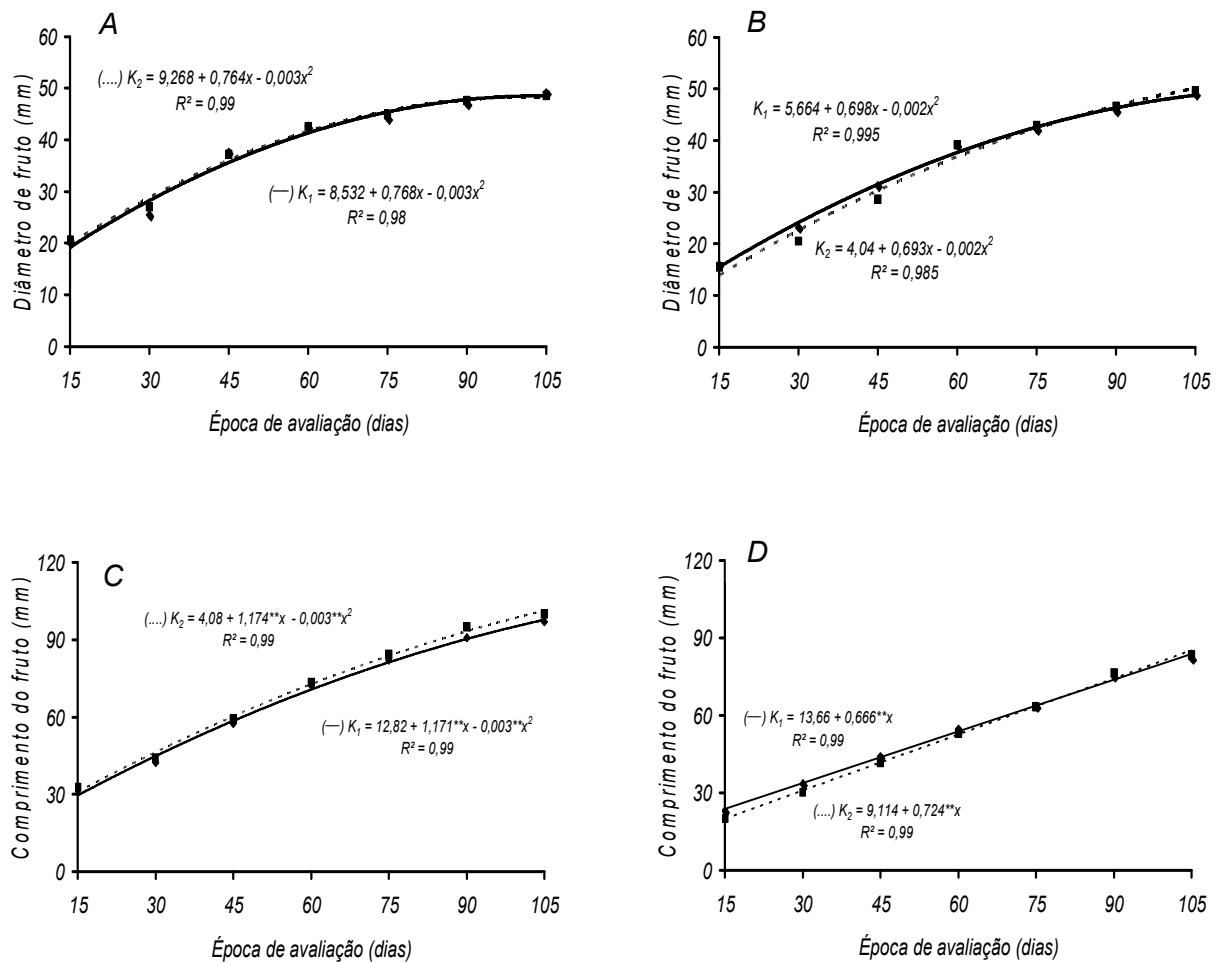 A
Diâmetro de fruto (mm)
60
50
40
30
20
10
0
(....) K₂ = 9,268 + 0,764x - 0,003x²
R² = 0,99
(—) K₁ = 8,532 + 0,768x - 0,003x²
R² = 0,98
15 30 45 60 75 90 105
Época de avaliação (dias)
B
Diâmetro de fruto (mm)
60
50
40
30
20
10
0
K₁ = 5,664 + 0,698x - 0,002x²
R² = 0,995
K₂ = 4,04 + 0,693x - 0,002x²
R² = 0,985
15 30 45 60 75 90 105
Época de avaliação (dias)
C
Comprimento do fruto (mm)
120
90
60
30
0
(....) K₂ = 4,08 + 1,174**x - 0,003**x²
R² = 0,99
(—) K₁ = 12,82 + 1,171**x - 0,003**x²
R² = 0,99
15 30 45 60 75 90 105
Época de avaliação (dias)
D
Comprimento do fruto (mm)
120
90
60
30
0
(—) K₁ = 13,66 + 0,666**x
R² = 0,99
(....) K₂ = 9,114 + 0,724**x
R² = 0,99
15 30 45 60 75 90 105
Época de avaliação (dias)